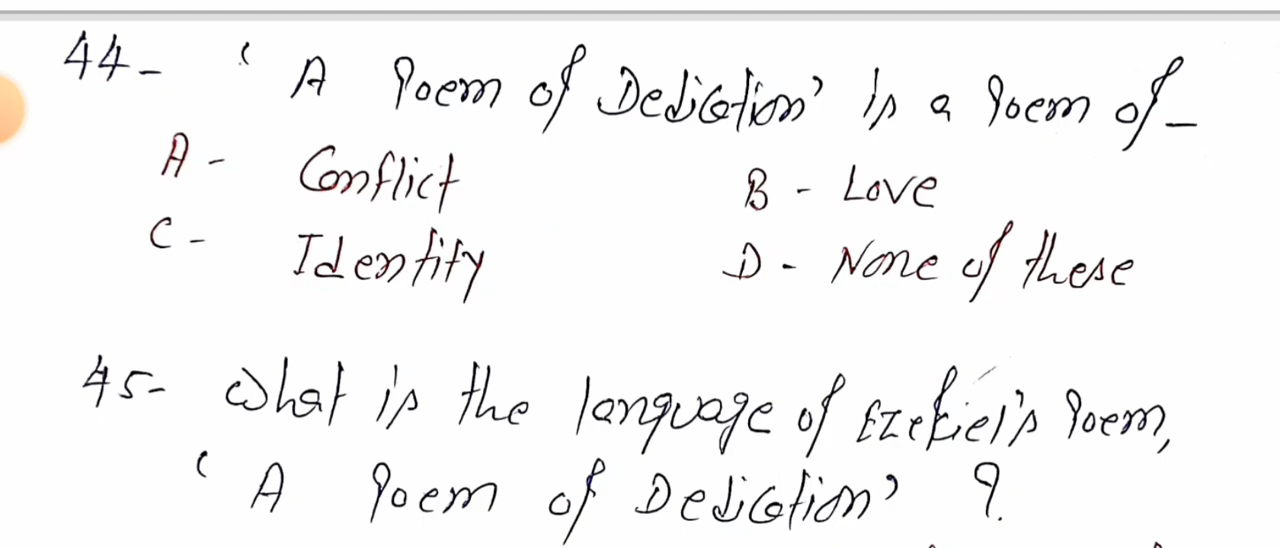 44- 'A Poem of Dedication' is a Poem of-
A- Conflict B- Love
C- Identity D- None of these
45- What is the language of Ezekiel's Poem,
'A Poem of Dedication' ?